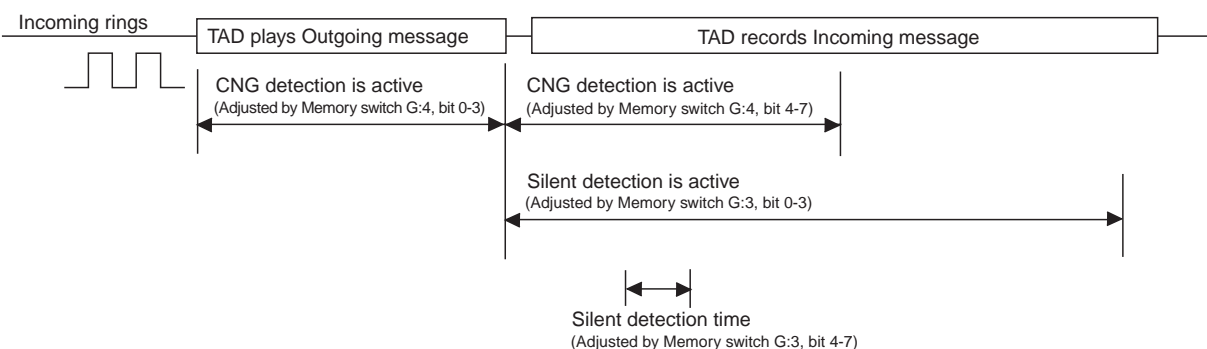 Incoming rings
TAD plays Outgoing message
TAD records Incoming message
CNG detection is active
(Adjusted by Memory switch G:4, bit 0-3)
CNG detection is active
(Adjusted by Memory switch G:4, bit 4-7)
Silent detection is active
(Adjusted by Memory switch G:3, bit 0-3)
Silent detection time
(Adjusted by Memory switch G:3, bit 4-7)